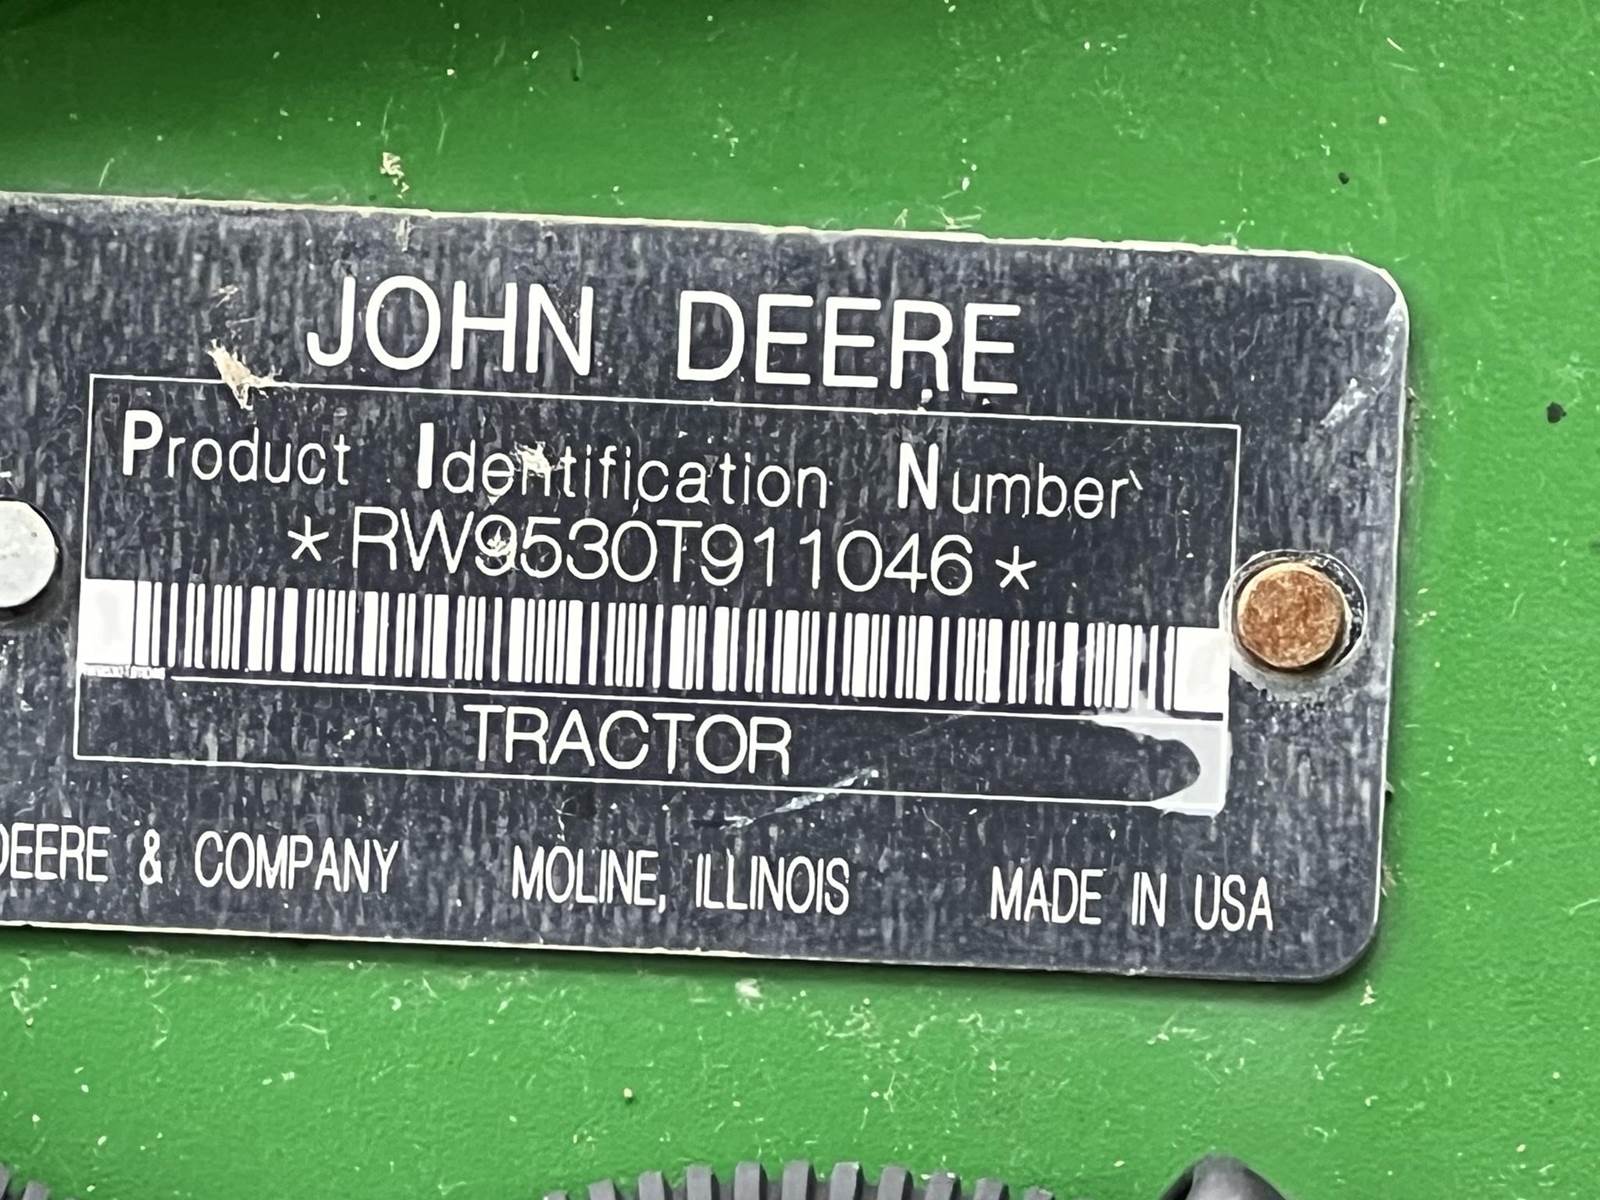 JOHN DEERE
Product Identification Number
*RW9530T911046*
TRACTOR
DEERE & COMPANY MOLINE, ILLINOIS MADE IN USA